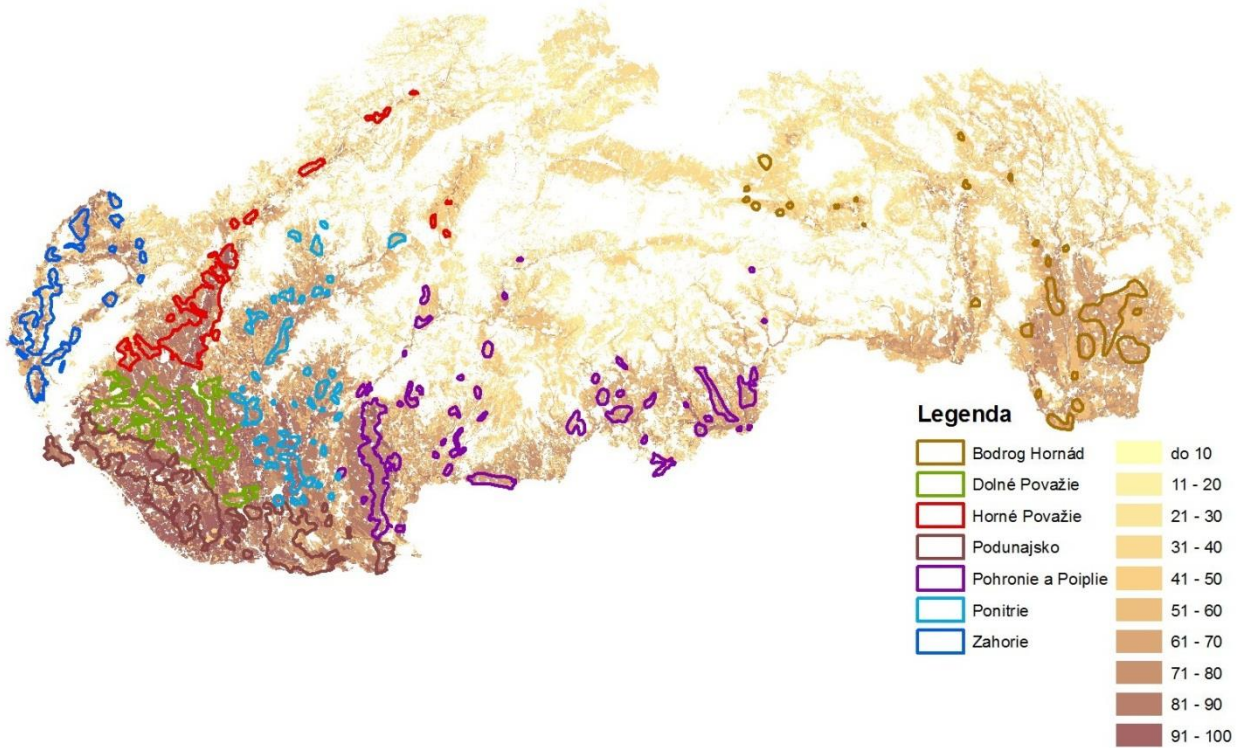 Legenda
Bodrog Hornád
Dolné Považie
Horné Považie
Podunajsko
Pohronie a Poiplie
Ponitrie
Zahorie
do 10
11 - 20
21 - 30
31 - 40
41 - 50
51 - 60
61 - 70
71 - 80
81 - 90
91 - 100